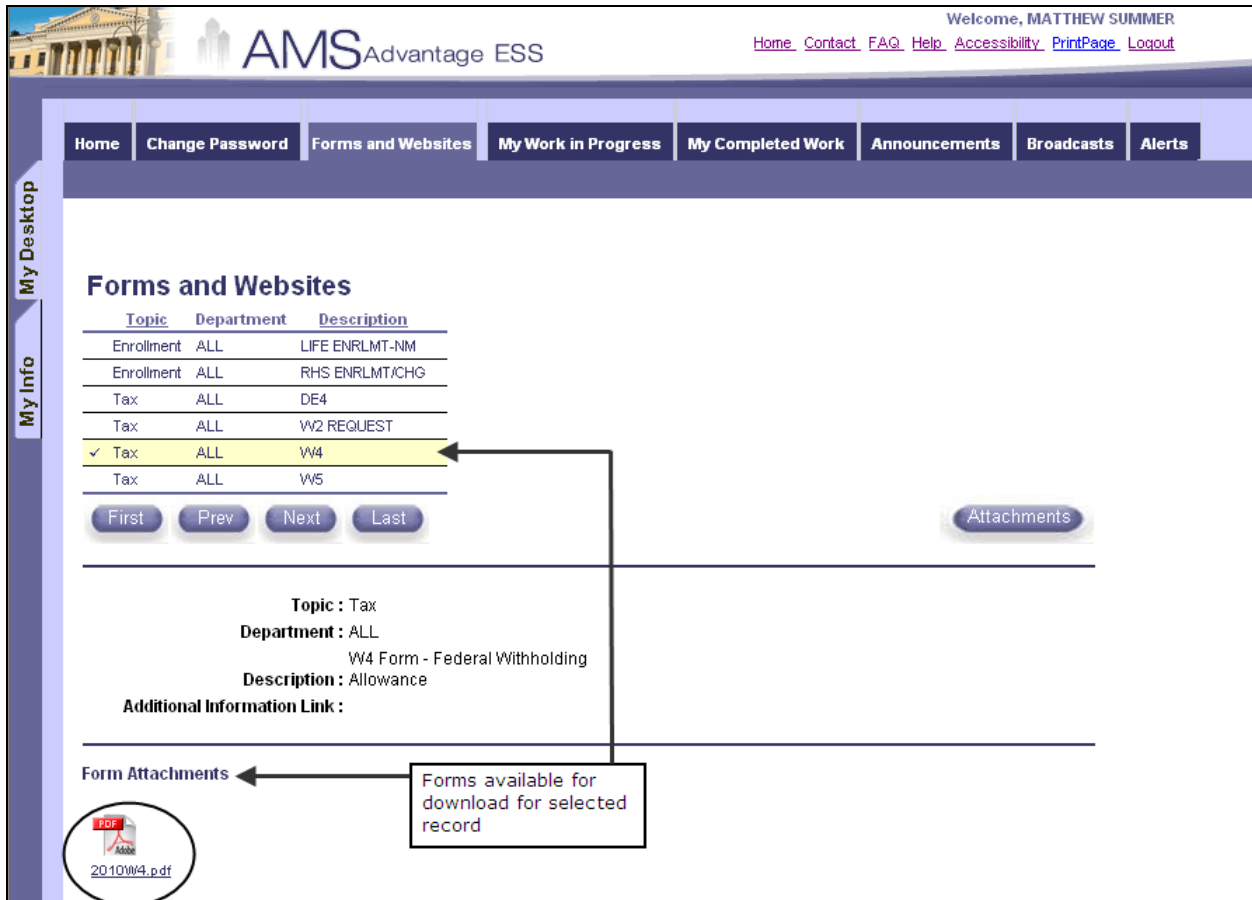 Welcome, MATTHEW SUMMER
AMSAdvantage ESS
Home Contact FAQ Help Accessibility PrintPage Logout
Home Change Password Forms and Websites My Work in Progress My Completed Work Announcements Broadcasts Alerts
My Desktop
My Info
Forms and Websites
Topic Department Description
Enrollment ALL LIFE ENRLMT-NM
Enrollment ALL RHS ENRLMT/CHG
Tax ALL DE4
Tax ALL W2 REQUEST
✓ Tax ALL W4
Tax ALL W5
First Prev Next Last Attachments
Topic : Tax
Department : ALL
W4 Form - Federal Withholding
Description : Allowance
Additional Information Link :
Form Attachments
Forms available for
download for selected
record
PDF
Adobe
2010W4.pdf